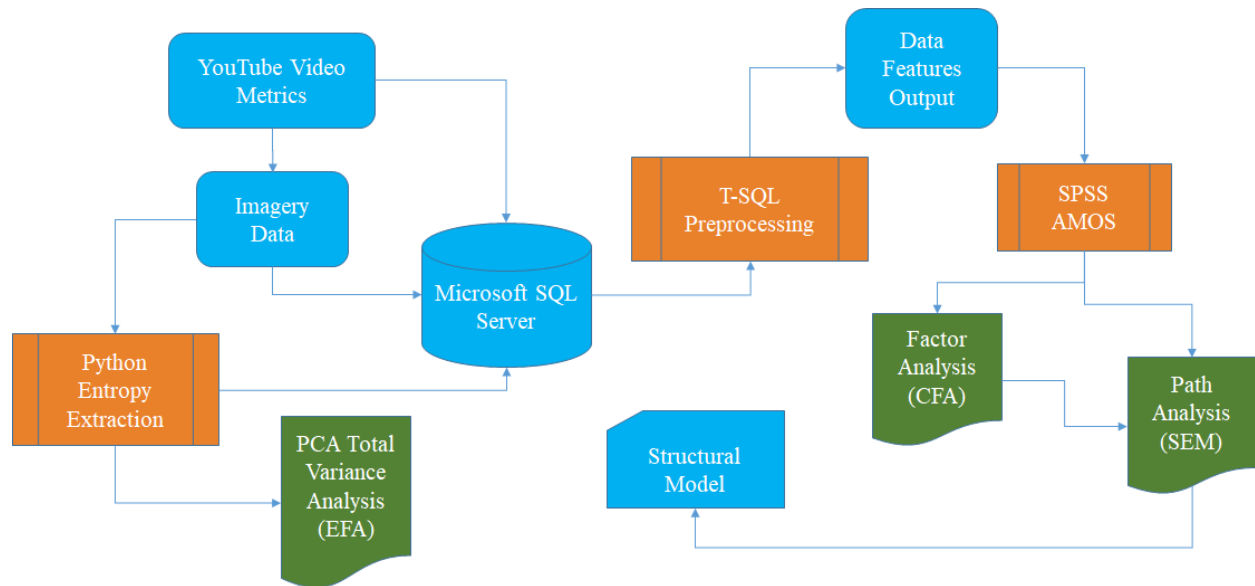 YouTube Video
Metrics
Imagery
Data
Python
Entropy
Extraction
PCA Total
Variance
Analysis
(EFA)
Microsoft SQL
Server
T-SQL
Preprocessing
Data
Features
Output
SPSS
AMOS
Factor
Analysis
(CFA)
Path
Analysis
(SEM)
Structural
Model